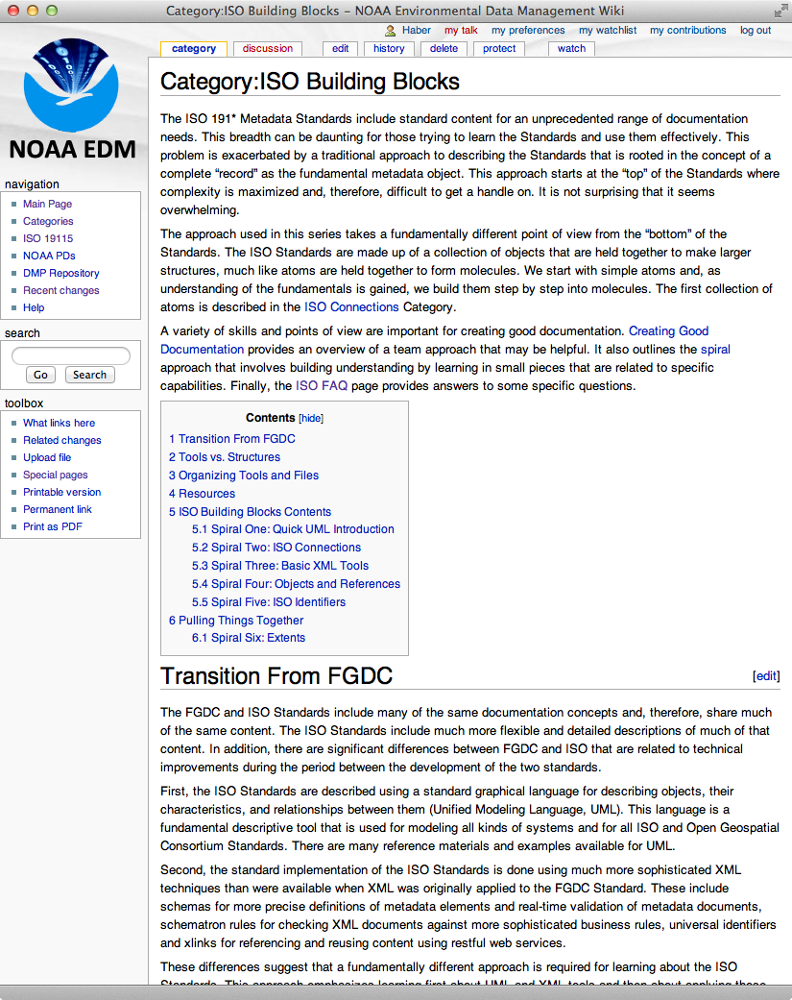 Category:ISO Building Blocks – NOAA Environmental Data Management Wiki
Haber my talk my preferences my watchlist my contributions log out
category discussion edit history delete protect watch
NOAA EDM
navigation
Main Page
Categories
ISO 19115
NOAA PDs
DMP Repository
Recent changes
Help
search
Go Search
toolbox
What links here
Related changes
Upload file
Special pages
Printable version
Permanent link
Print as PDF
Category:ISO Building Blocks
The ISO 191* Metadata Standards include standard content for an unprecedented range of documentation
needs. This breadth can be daunting for those trying to learn the Standards and use them effectively. This
problem is exacerbated by a traditional approach to describing the Standards that is rooted in the concept of a
complete “record” as the fundamental metadata object. This approach starts at the “top” of the Standards where
complexity is maximized and, therefore, difficult to get a handle on. It is not surprising that it seems
overwhelming.
The approach used in this series takes a fundamentally different point of view from the “bottom” of the
Standards. The ISO Standards are made up of a collection of objects that are held together to make larger
structures, much like atoms are held together to form molecules. We start with simple atoms and, as
understanding of the fundamentals is gained, we build them step by step into molecules. The first collection of
atoms is described in the ISO Connections Category.
A variety of skills and points of view are important for creating good documentation. Creating Good
Documentation provides an overview of a team approach that may be helpful. It also outlines the spiral
approach that involves building understanding by learning in small pieces that are related to specific
capabilities. Finally, the ISO FAQ page provides answers to some specific questions.
Contents [hide]
1 Transition From FGDC
2 Tools vs. Structures
3 Organizing Tools and Files
4 Resources
5 ISO Building Blocks Contents
5.1 Spiral One: Quick UML Introduction
5.2 Spiral Two: ISO Connections
5.3 Spiral Three: Basic XML Tools
5.4 Spiral Four: Objects and References
5.5 Spiral Five: ISO Identifiers
6 Pulling Things Together
6.1 Spiral Six: Extents
Transition From FGDC [edit]
The FGDC and ISO Standards include many of the same documentation concepts and, therefore, share much
of the same content. The ISO Standards include much more flexible and detailed descriptions of much of that
content. In addition, there are significant differences between FGDC and ISO that are related to technical
improvements during the period between the development of the two standards.
First, the ISO Standards are described using a standard graphical language for describing objects, their
characteristics, and relationships between them (Unified Modeling Language, UML). This language is a
fundamental descriptive tool that is used for modeling all kinds of systems and for all ISO and Open Geospatial
Consortium Standards. There are many reference materials and examples available for UML.
Second, the standard implementation of the ISO Standards is done using much more sophisticated XML
techniques than were available when XML was originally applied to the FGDC Standard. These include
schemas for more precise definitions of metadata elements and real-time validation of metadata documents,
schematron rules for checking XML documents against more sophisticated business rules, universal identifiers
and xlinks for referencing and reusing content using restful web services.
These differences suggest that a fundamentally different approach is required for learning about the ISO
Standards. This approach emphasizes learning first about UML and XML tools and then about applying those